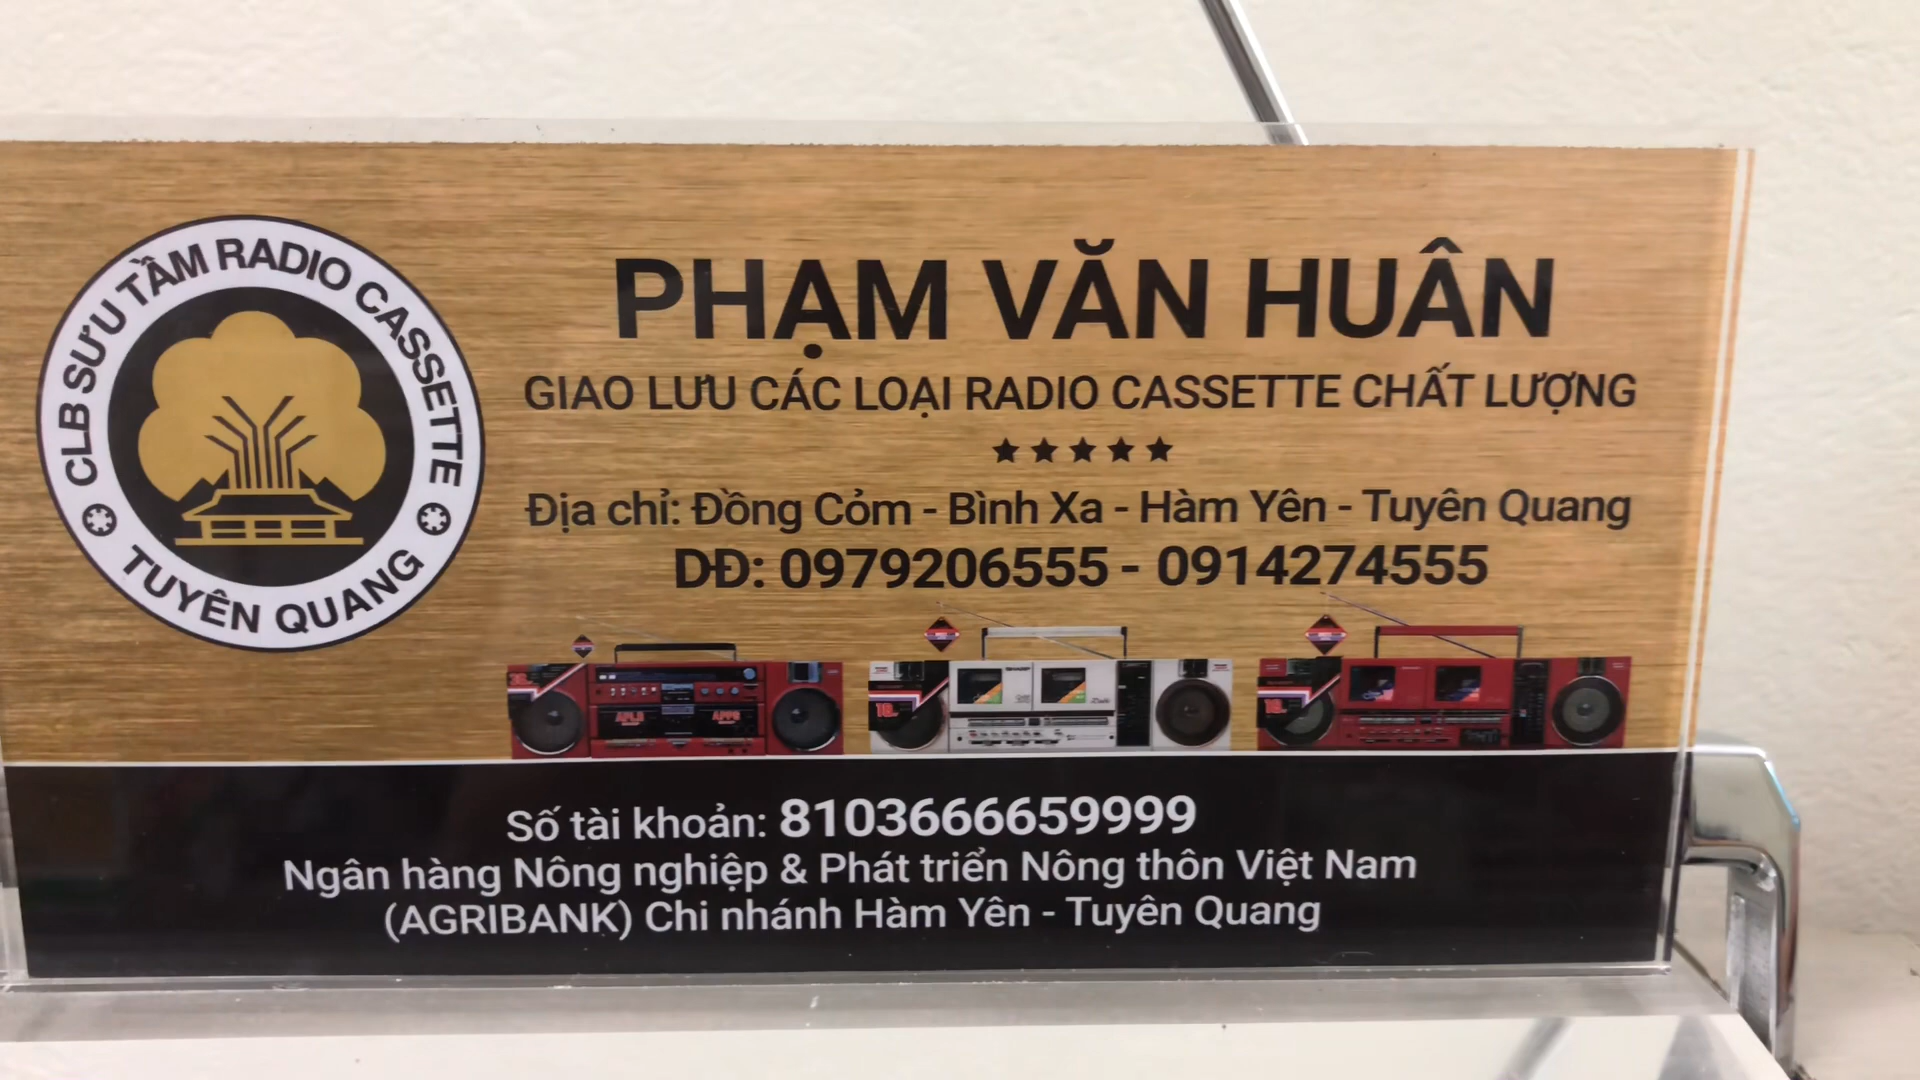 CLB SƯU TẦM RADIO CASSETTE
TUYÊN QUANG
PHẠM VĂN HUÂN
GIAO LƯU CÁC LOẠI RADIO CASSETTE CHẤT LƯỢNG
★★★★★
Địa chỉ: Đồng Cỏm - Bình Xa - Hàm Yên - Tuyên Quang
DĐ: 0979206555 - 0914274555
Số tài khoản: 8103666659999
Ngân hàng Nông nghiệp & Phát triển Nông thôn Việt Nam
(AGRIBANK) Chi nhánh Hàm Yên - Tuyên Quang